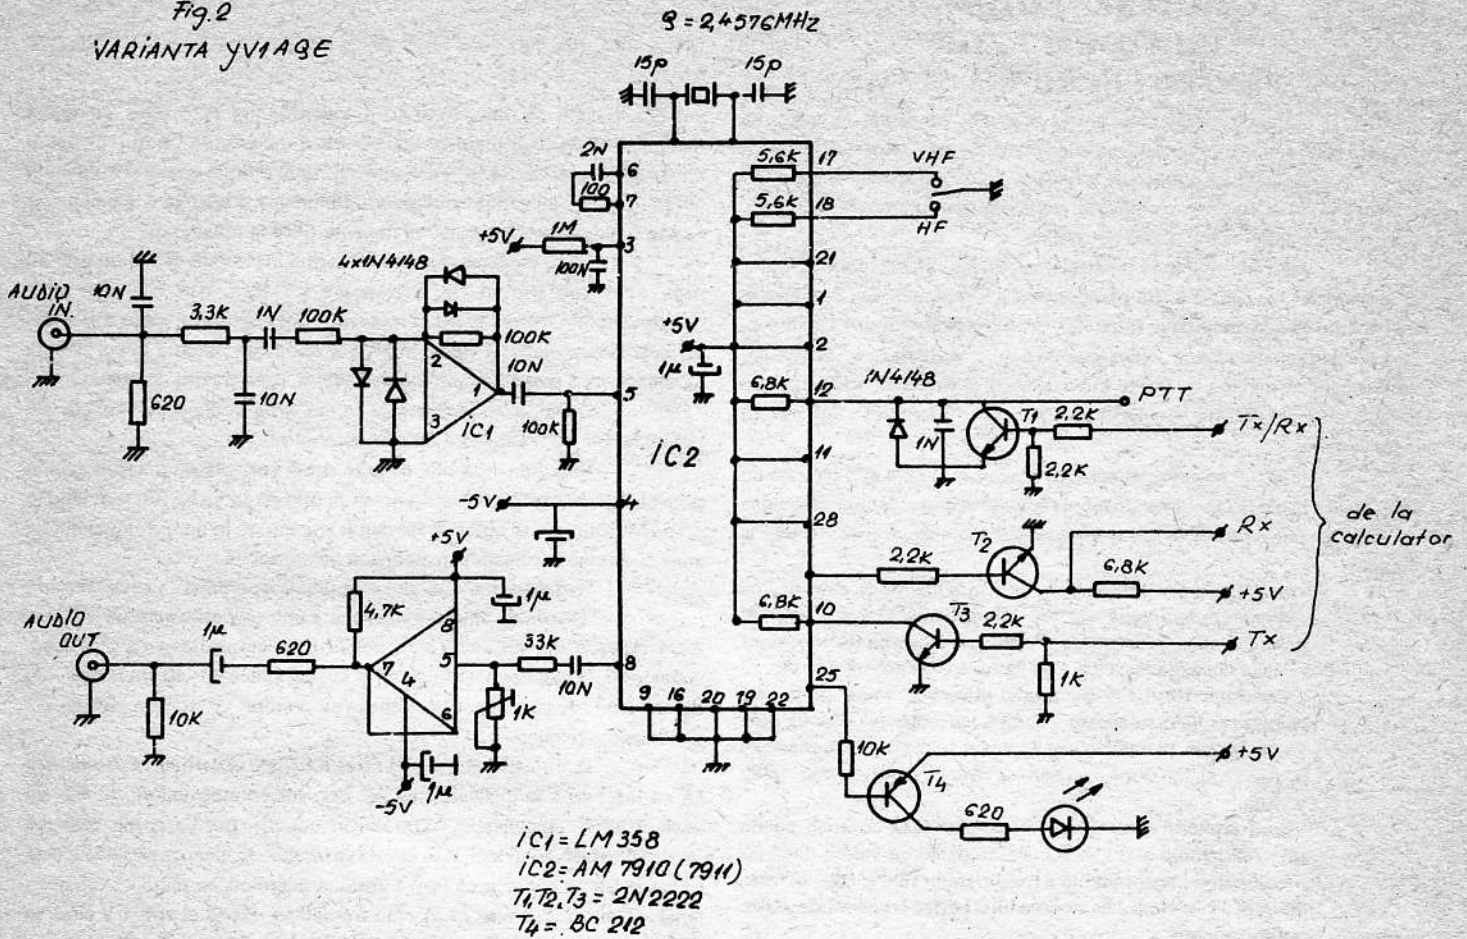 Fig. 2
VARIANTA YV1AQE
Q = 2,4576MHz
15p
15p
2N
6
100
7
+5V
1M
3
100N
5,6K
17
VHF
5,6K
18
HF
21
1
+5V
2
1µ
6,8K
12
iN4148
PTT
1N
T1
2,2K
Tx/Rx
2,2K
11
28
AUDIO
IN.
10N
3.3K
1N
100K
4x1N4148
100K
2
1
3
iC1
10N
5
100K
620
10N
iC2
-5V
4
+5V
1µ
4,7K
8
7
4
5
6
AUDIO
OUT
1µ
620
10K
33K
10N
8
1K
-5V
1µ
9
16
20
19
22
2,2K
T2
Rx
6,8K
+5V
6,8K
10
T3
2,2K
Tx
1K
de la
calculator
25
10K
T4
+5V
620
iC1 = LM 358
iC2 = AM 7910 (7911)
T1, T2, T3 = 2N2222
T4 = BC 212